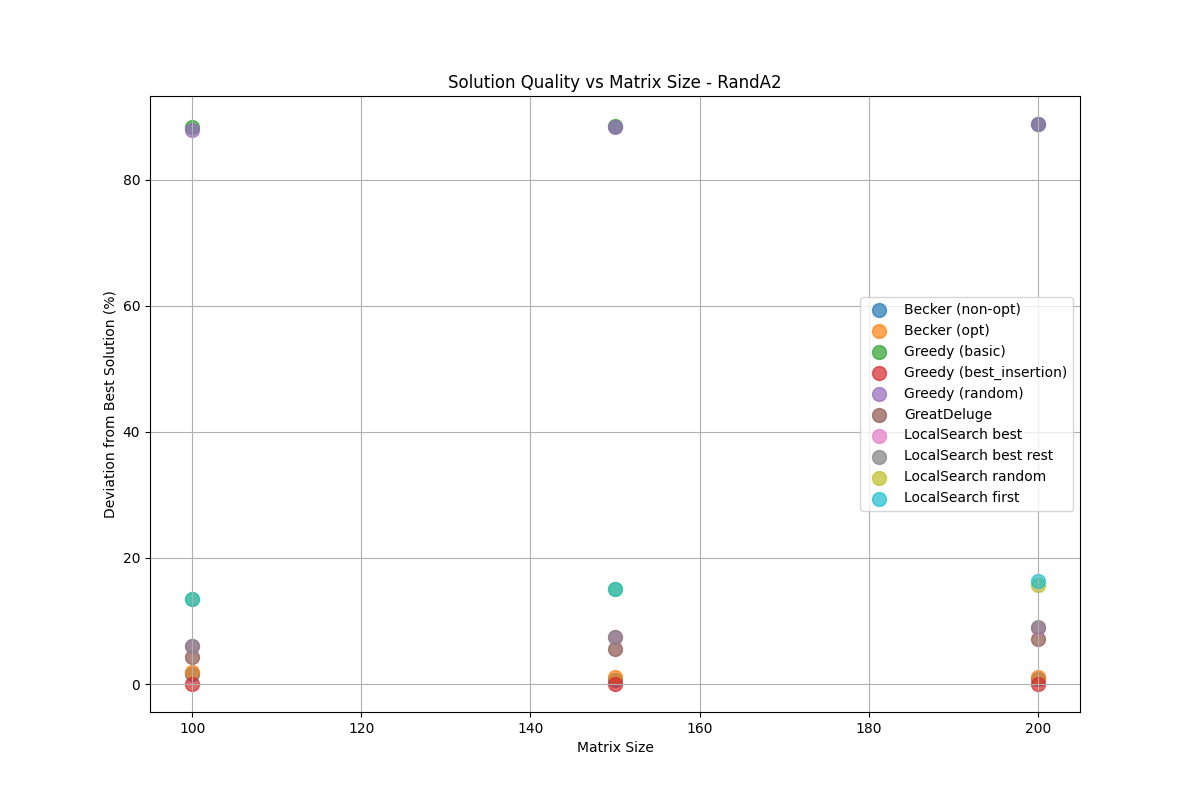 Solution Quality vs Matrix Size - RandA2
Deviation from Best Solution (%)
80
60
40
20
0
100
120
140
160
180
200
Matrix Size
Becker (non-opt)
Becker (opt)
Greedy (basic)
Greedy (best_insertion)
Greedy (random)
GreatDeluge
LocalSearch best
LocalSearch best rest
LocalSearch random
LocalSearch first